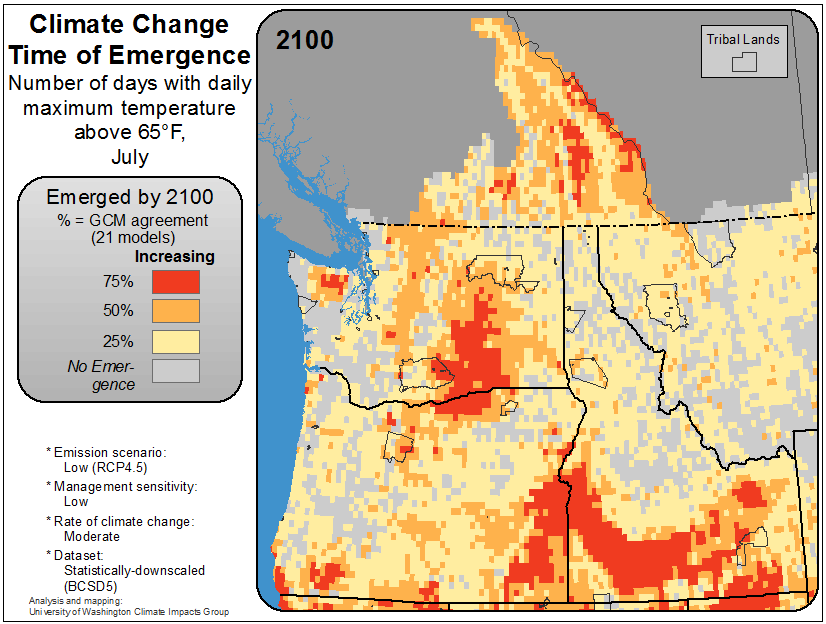 Climate Change
Time of Emergence
Number of days with daily
maximum temperature
above 65°F,
July
Emerged by 2100
% = GCM agreement
(21 models)
Increasing
75%
50%
25%
No Emer-
gence
* Emission scenario:
Low (RCP4.5)
* Management sensitivity:
Low
* Rate of climate change:
Moderate
* Dataset:
Statistically-downscaled
(BCSD5)
Analysis and mapping:
University of Washington Climate Impacts Group
2100
Tribal Lands